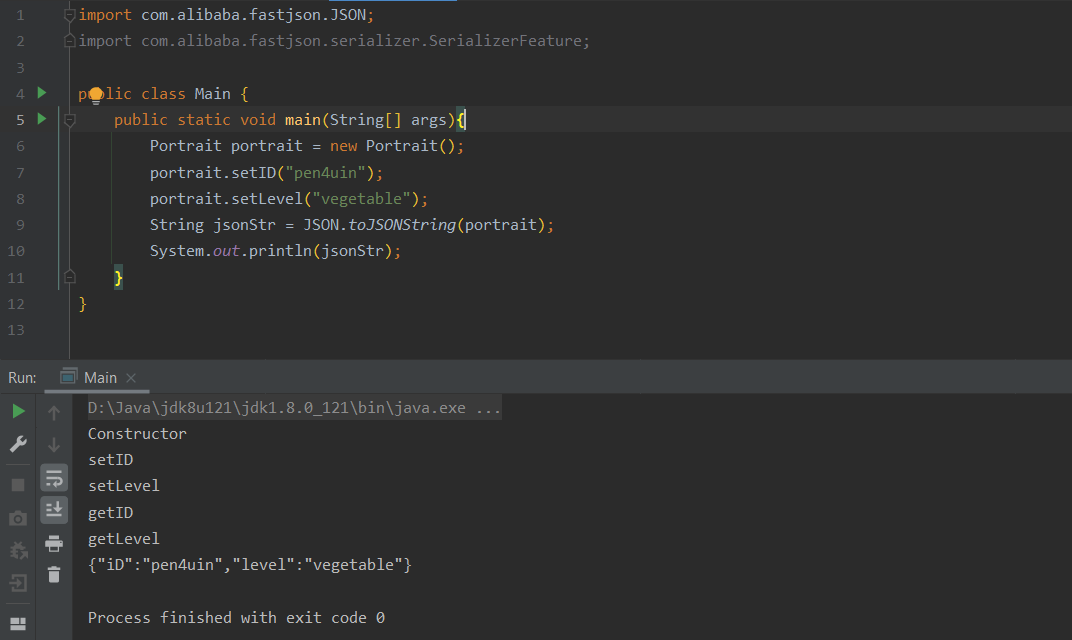 1 import com.alibaba.fastjson.JSON;
2 import com.alibaba.fastjson.serializer.SerializerFeature;
3
4 public class Main {
5 public static void main(String[] args){
6 Portrait portrait = new Portrait();
7 portrait.setID("pen4uin");
8 portrait.setLevel("vegetable");
9 String jsonStr = JSON.toJSONString(portrait);
10 System.out.println(jsonStr);
11 }
12 }
13
Run: Main
D:\Java\jdk8u121\jdk1.8.0_121\bin\java.exe ...
Constructor
setID
setLevel
getID
getLevel
{"iD":"pen4uin","level":"vegetable"}
Process finished with exit code 0